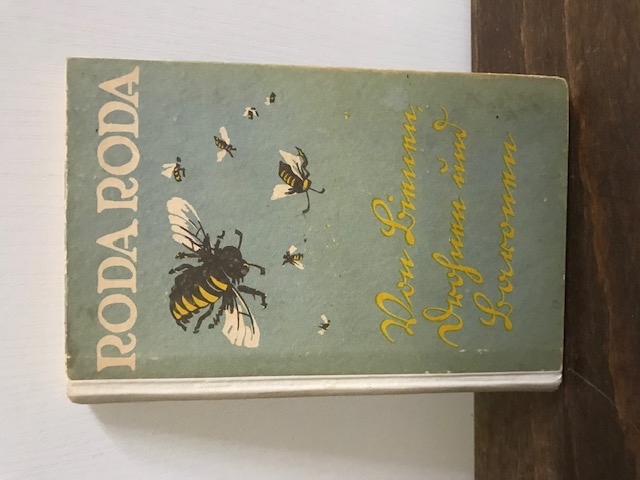 RODA RODA
Von Bienen,
Drohnen und
Baronen